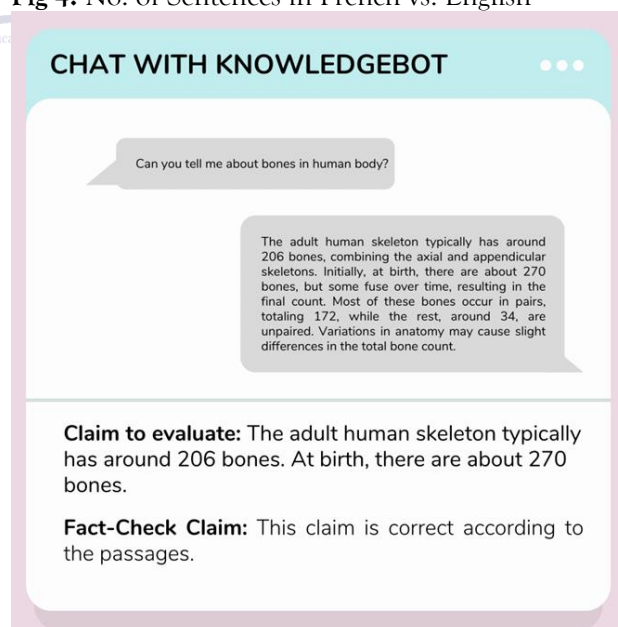 Fig 4. No. of Sentences in French vs. English
CHAT WITH KNOWLEDGEBOT
Can you tell me about bones in human body?
The adult human skeleton typically has around
206 bones, combining the axial and appendicular
skeletons. Initially, at birth, there are about 270
bones, but some fuse over time, resulting in the
final count. Most of these bones occur in pairs,
totaling 172, while the rest, around 34, are
unpaired. Variations in anatomy may cause slight
differences in the total bone count.
Claim to evaluate: The adult human skeleton typically
has around 206 bones. At birth, there are about 270
bones.
Fact-Check Claim: This claim is correct according to
the passages.